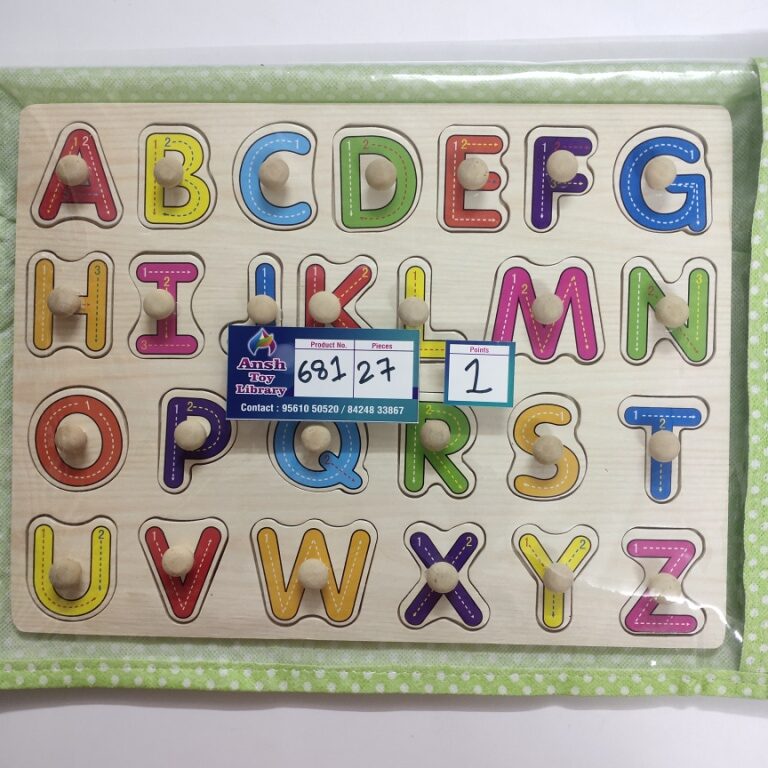 A B C D E F G
H I J K L M N
Product No. Pieces Points
Ansh Toy Library 681 27 1
Contact : 95610 50520 / 84248 33867
O P Q R S T
U V W X Y Z